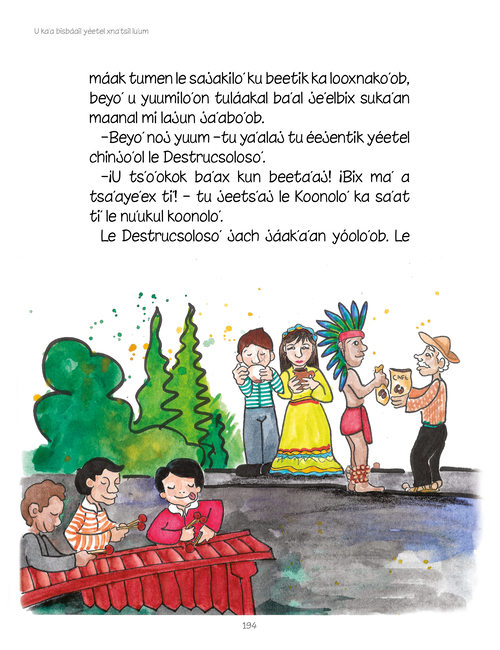 U ka'a bisbáail yéetel xna'tsil lu'um
máak tumen le sajakilo' ku beetik ka looxnako'ob,
beyo' u yuumilo'on tuláakal ba'al je'elbix suka'an
maanal mi lajun ja'abo'ob.
–Beyo' noj yuum –tu ya'alaj tu éejentik yéetel
chinjo'ol le Destrucsoloso'.
–¡U ts'o'okok ba'ax kun beeta'aj! ¡Bix ma' a
tsa'aye'ex ti'! – tu jeets'aj le Koonolo' ka sa'at
ti' le nu'ukul koonolo'.
Le Destrucsoloso' jach jáak'a'an yóolo'ob. Le
CAFE
194